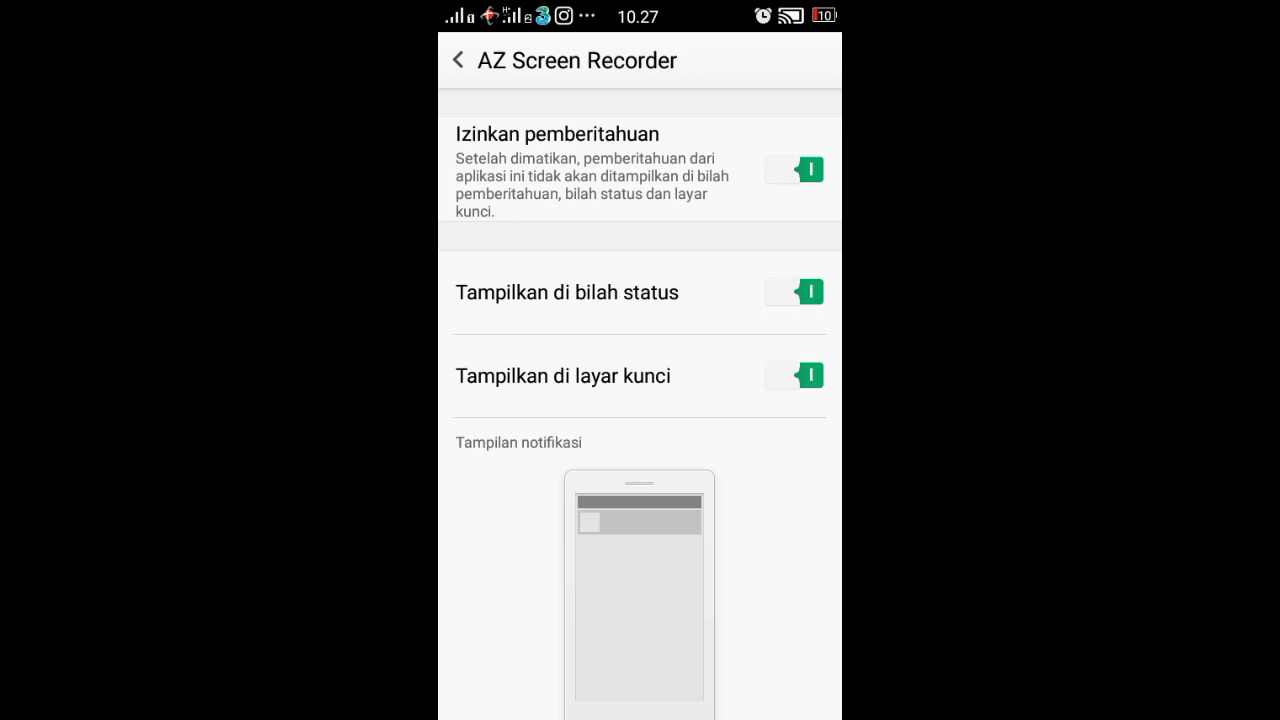 10.27
10
AZ Screen Recorder
Izinkan pemberitahuan
Setelah dimatikan, pemberitahuan dari
aplikasi ini tidak akan ditampilkan di bilah
pemberitahuan, bilah status dan layar
kunci.
Tampilkan di bilah status
Tampilkan di layar kunci
Tampilan notifikasi